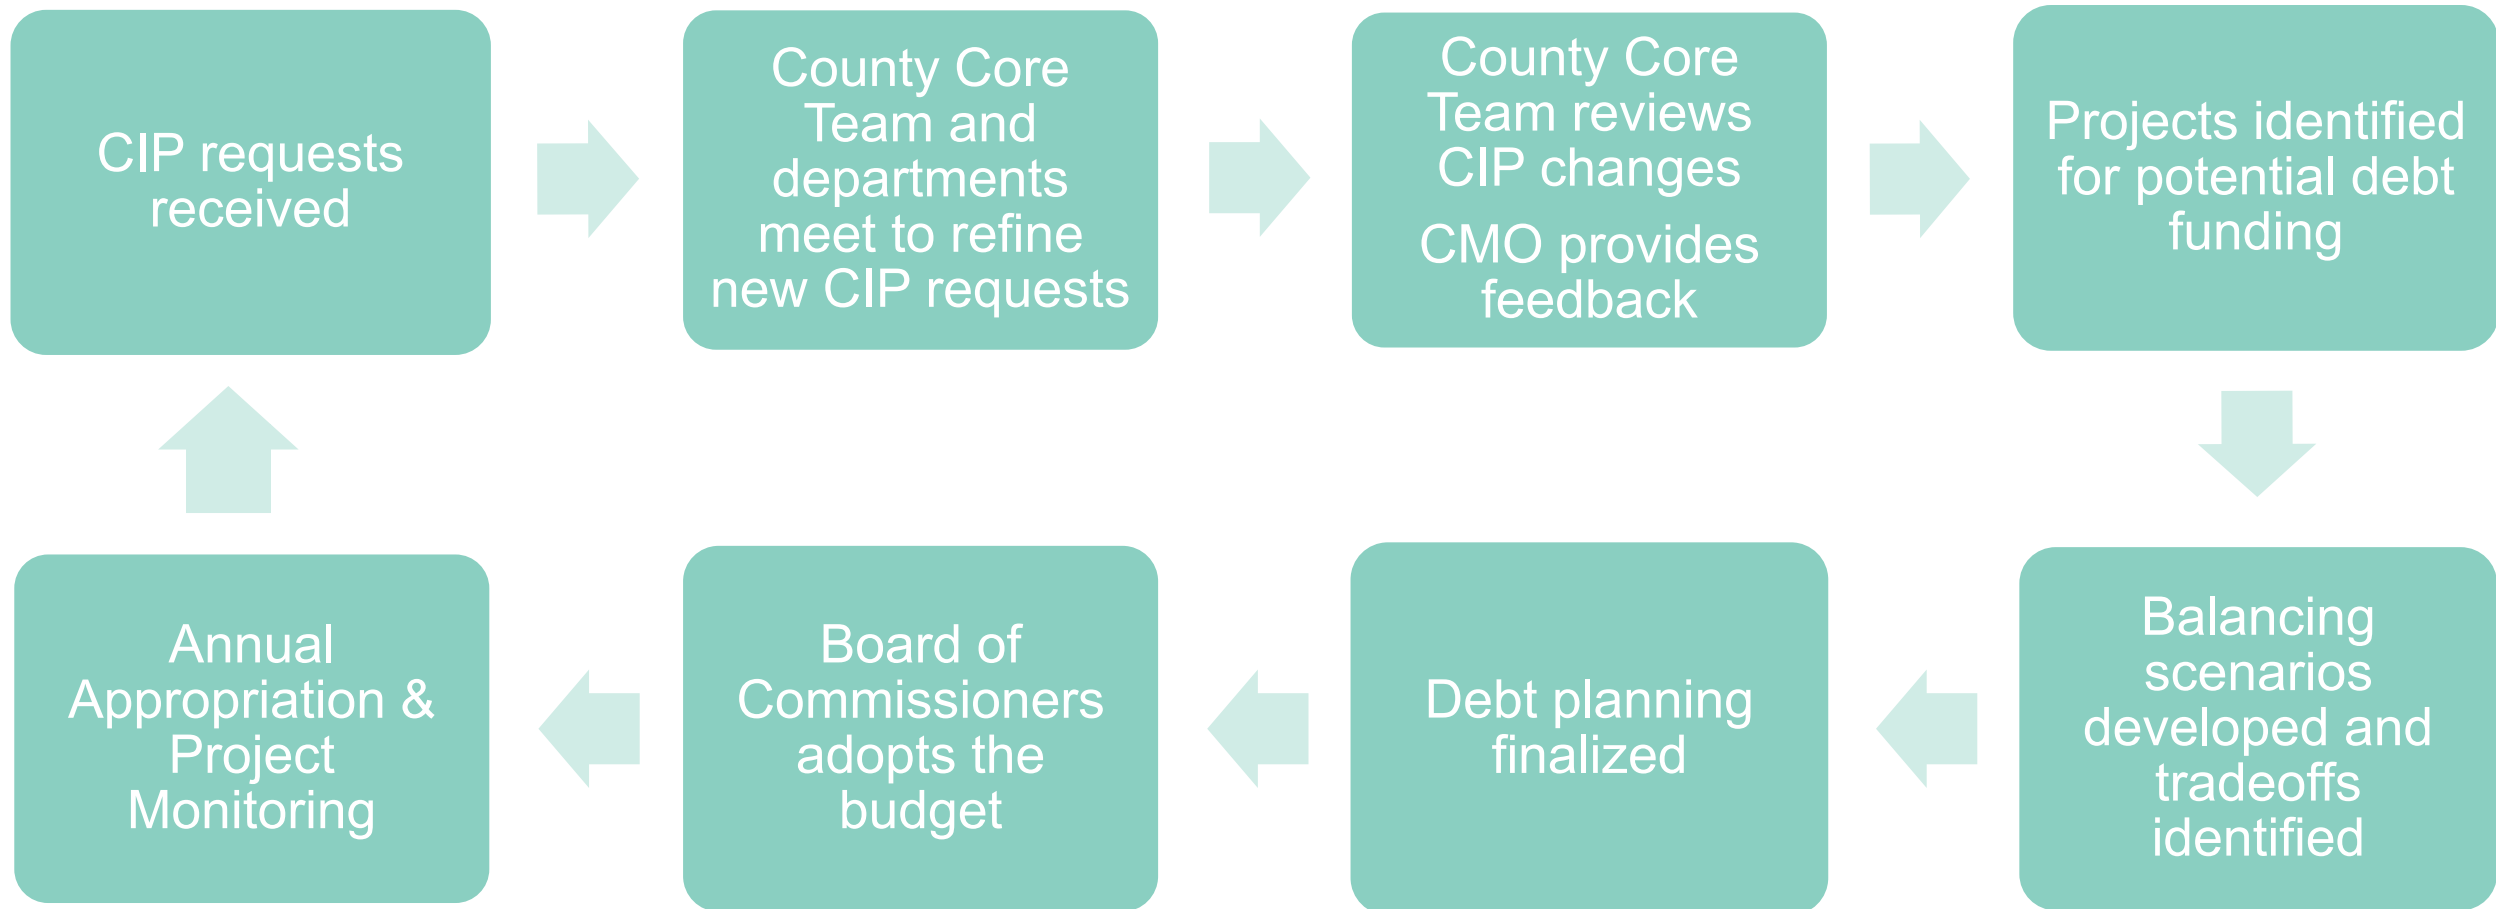 CIP requests
received
County Core
Team and
departments
meet to refine
new CIP requests
County Core
Team reviews
CIP changes
CMO provides
feedback
Projects identified
for potential debt
funding
Balancing
scenarios
developed and
tradeoffs
identified
Debt planning
finalized
Board of
Commissioners
adopts the
budget
Annual
Appropriation &
Project
Monitoring